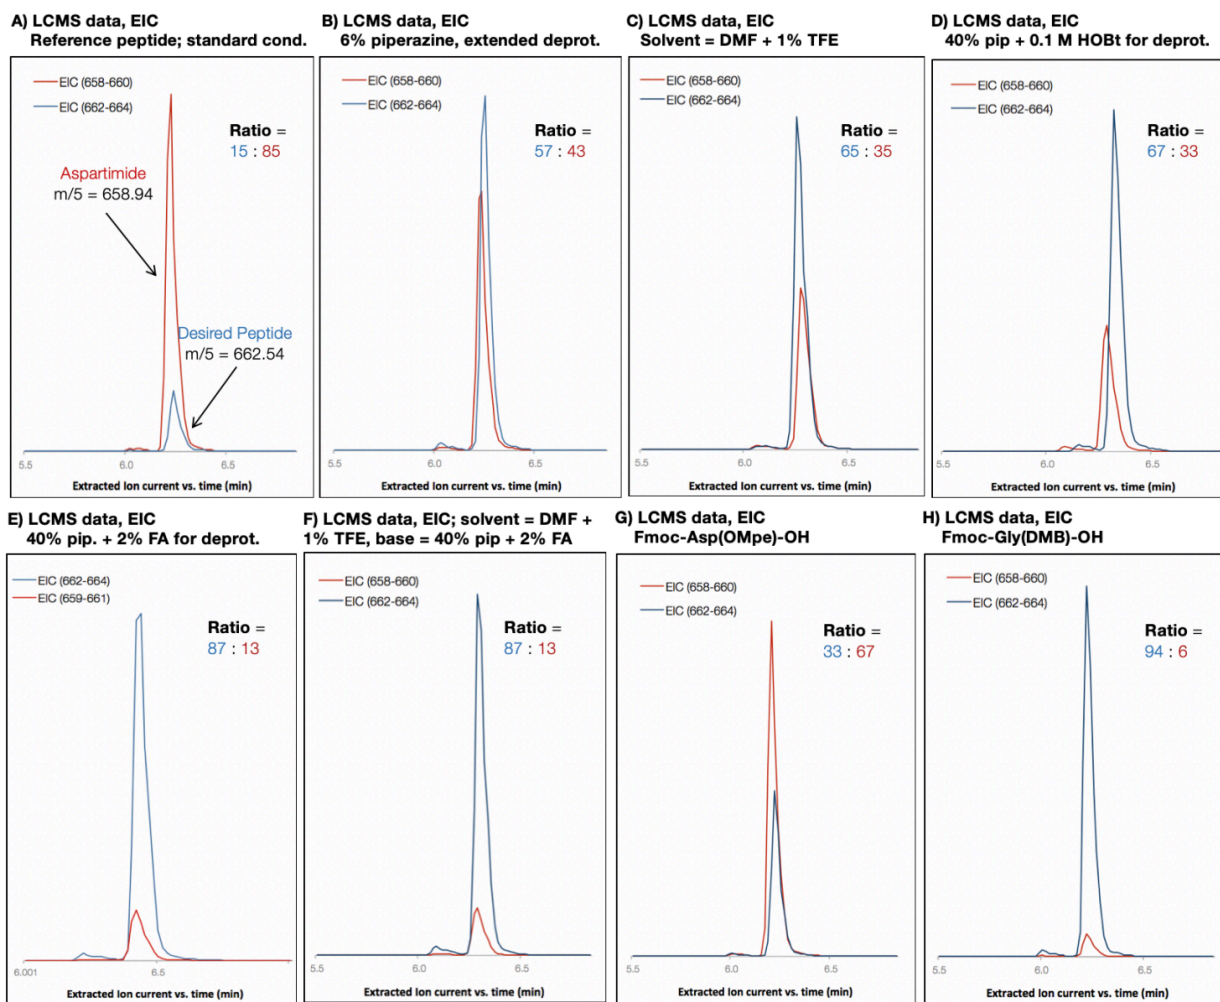 A) LCMS data, EIC
Reference peptide; standard cond.
EIC (658-660)
EIC (662-664)
Ratio =
15 : 85
Aspartimide
m/5 = 658.94
Desired Peptide
m/5 = 662.54
5.5
6.0
6.5
Extracted Ion current vs. time (min)
B) LCMS data, EIC
6% piperazine, extended deprot.
EIC (658-660)
EIC (662-664)
Ratio =
57 : 43
5.5
6.0
6.5
Extracted Ion current vs. time (min)
C) LCMS data, EIC
Solvent = DMF + 1% TFE
EIC (658-660)
EIC (662-664)
Ratio =
65 : 35
5.5
6.0
6.5
Extracted Ion current vs. time (min)
D) LCMS data, EIC
40% pip + 0.1 M HOBt for deprot.
EIC (658-660)
EIC (662-664)
Ratio =
67 : 33
5.5
6.0
6.5
Extracted Ion current vs. time (min)
E) LCMS data, EIC
40% pip. + 2% FA for deprot.
EIC (662-664)
EIC (659-661)
Ratio =
87 : 13
6.001
6.5
Extracted Ion current vs. time (min)
F) LCMS data, EIC; solvent = DMF +
1% TFE, base = 40% pip + 2% FA
EIC (658-660)
EIC (662-664)
Ratio =
87 : 13
5.5
6.0
6.5
Extracted Ion current vs. time (min)
G) LCMS data, EIC
Fmoc-Asp(OMpe)-OH
EIC (658-660)
EIC (662-664)
Ratio =
33 : 67
5.5
6.0
6.5
Extracted Ion current vs. time (min)
H) LCMS data, EIC
Fmoc-Gly(DMB)-OH
EIC (658-660)
EIC (662-664)
Ratio =
94 : 6
5.5
6.0
6.5
Extracted Ion current vs. time (min)